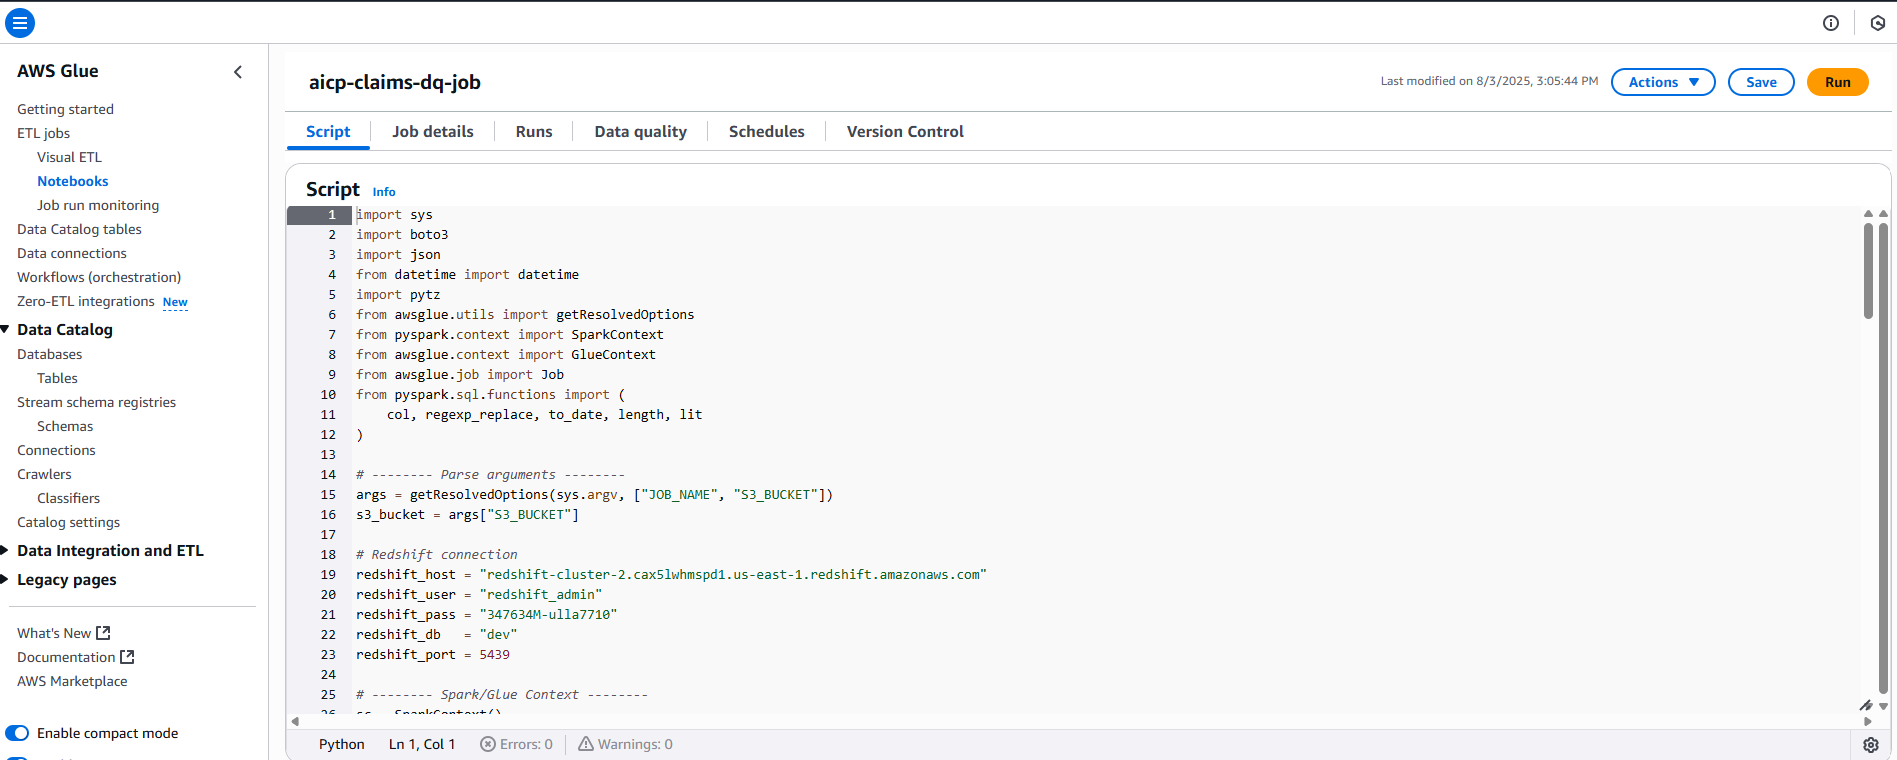 AWS Glue
Getting started
ETL jobs
Visual ETL
Notebooks
Job run monitoring
Data Catalog tables
Data connections
Workflows (orchestration)
Zero-ETL integrations New
Data Catalog
Databases
Tables
Stream schema registries
Schemas
Connections
Crawlers
Classifiers
Catalog settings
Data Integration and ETL
Legacy pages
What's New
Documentation
AWS Marketplace
Enable compact mode
aicp-claims-dq-job
Last modified on 8/3/2025, 3:05:44 PM
Actions
Save
Run
Script
Job details
Runs
Data quality
Schedules
Version Control
Script Info
1 import sys
2 import boto3
3 import json
4 from datetime import datetime
5 import pytz
6 from awsglue.utils import getResolvedOptions
7 from pyspark.context import SparkContext
8 from awsglue.context import GlueContext
9 from awsglue.job import Job
10 from pyspark.sql.functions import (
11     col, regexp_replace, to_date, length, lit
12 )
13
14 # -------- Parse arguments --------
15 args = getResolvedOptions(sys.argv, ["JOB_NAME", "S3_BUCKET"])
16 s3_bucket = args["S3_BUCKET"]
17
18 # Redshift connection
19 redshift_host = "redshift-cluster-2.cax5lwhmspd1.us-east-1.redshift.amazonaws.com"
20 redshift_user = "redshift_admin"
21 redshift_pass = "347634M-ulla7710"
22 redshift_db   = "dev"
23 redshift_port = 5439
24
25 # -------- Spark/Glue Context --------
26 sc = SparkContext()
Python Ln 1, Col 1 Errors: 0 Warnings: 0